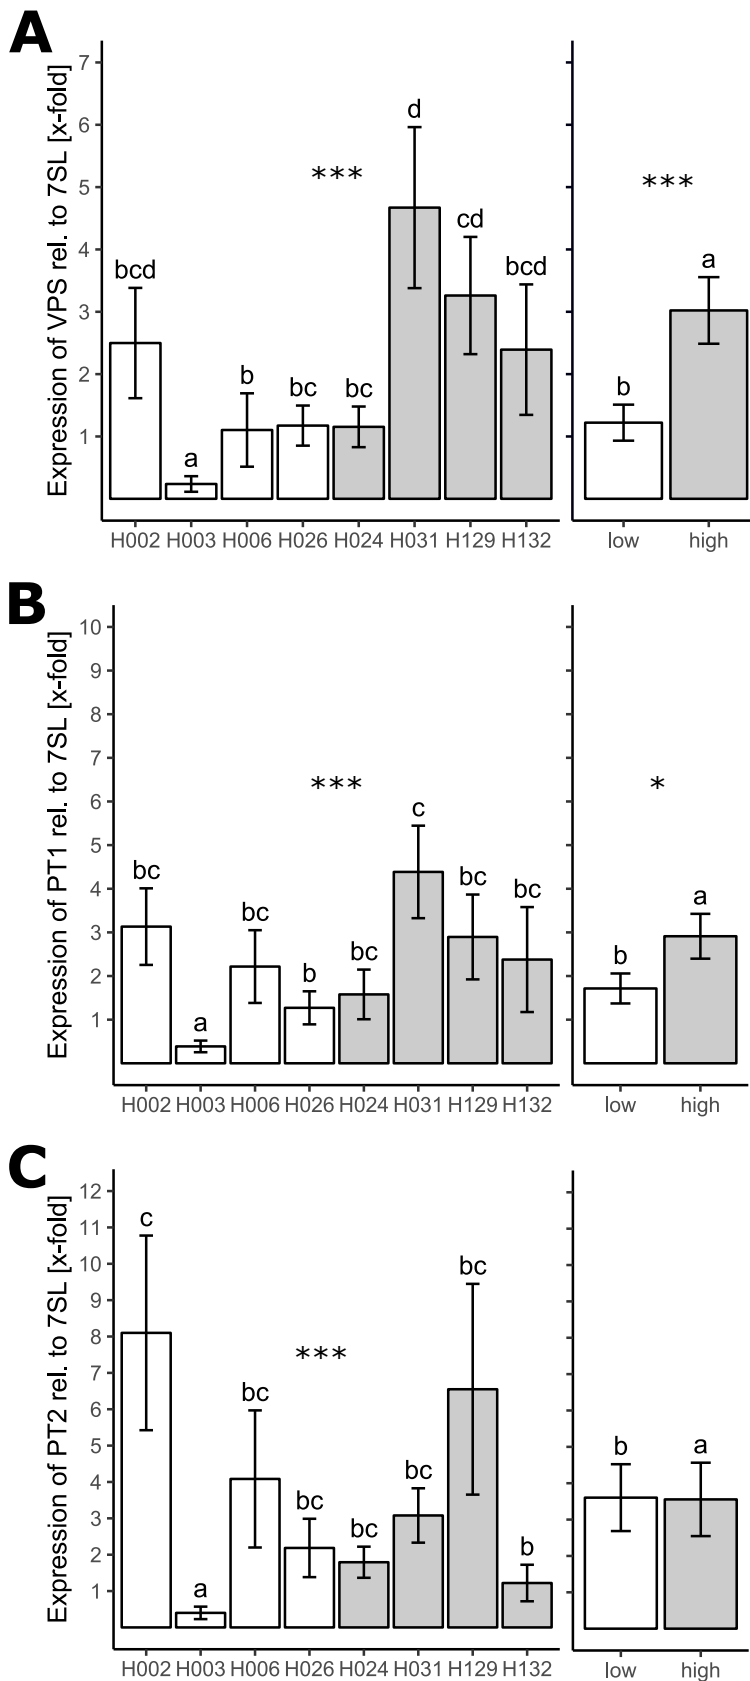 A
Expression of VPS rel. to 7SL [x-fold]
7
6
5
4
3
2
1
bcd
a
b
bc
bc
d
cd
bcd
***
H002 H003 H006 H026 H024 H031 H129 H132
***
b
a
low high
B
Expression of PT1 rel. to 7SL [x-fold]
10
9
8
7
6
5
4
3
2
1
bc
a
bc
b
bc
c
bc
bc
***
H002 H003 H006 H026 H024 H031 H129 H132
*
b
a
low high
C
Expression of PT2 rel. to 7SL [x-fold]
12
11
10
9
8
7
6
5
4
3
2
1
c
a
bc
bc
bc
bc
bc
b
***
H002 H003 H006 H026 H024 H031 H129 H132
b
a
low high